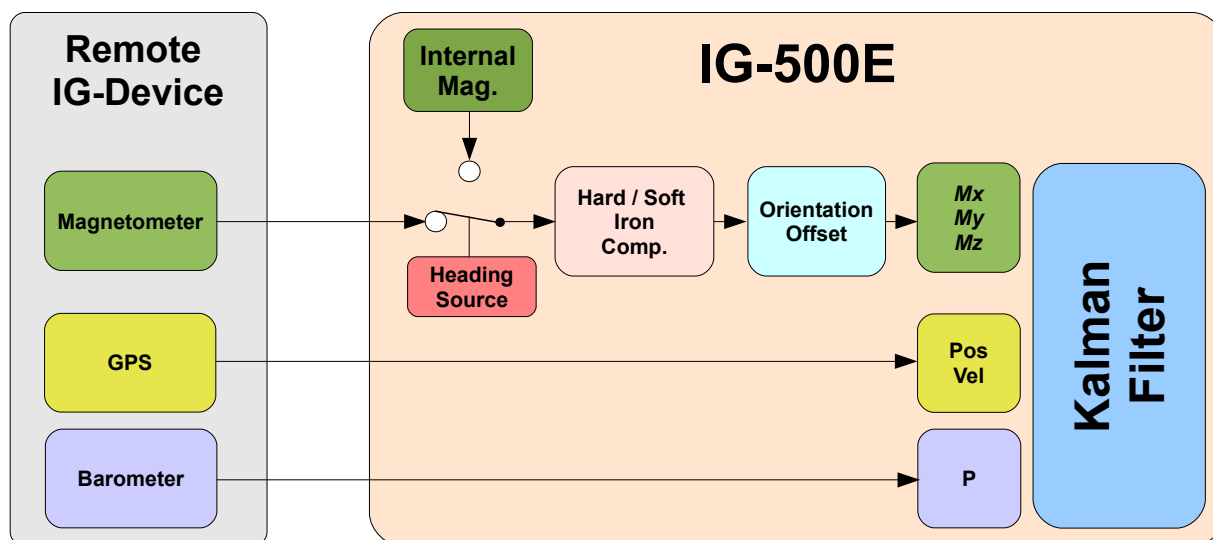 Remote
IG-Device
Magnetometer
GPS
Barometer
IG-500E
Internal
Mag.
Heading
Source
Hard / Soft
Iron
Comp.
Orientation
Offset
Mx
My
Mz
Pos
Vel
P
Kalman
Filter